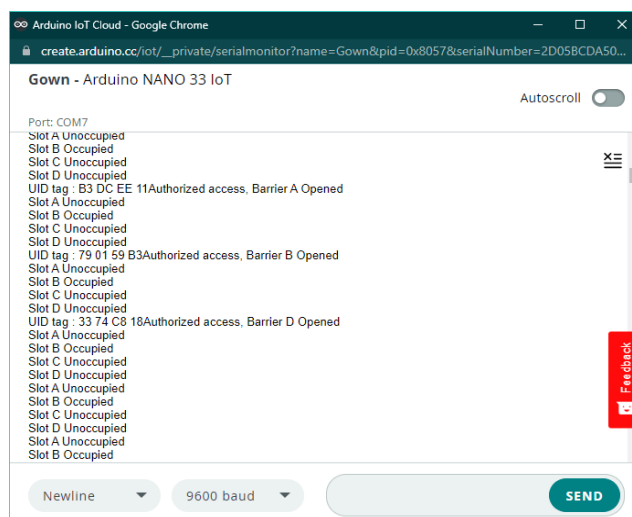 Arduino IoT Cloud - Google Chrome
create.arduino.cc/iot/__private/serialmonitor?name=Gown&pid=0x8057&serialNumber=2D05BCDA50...
Gown - Arduino NANO 33 IoT
Autoscroll
Port: COM7
Slot A Unoccupied
Slot B Occupied
Slot C Unoccupied
Slot D Unoccupied
UID tag : B3 DC EE 11Authorized access, Barrier A Opened
Slot A Unoccupied
Slot B Occupied
Slot C Unoccupied
Slot D Unoccupied
UID tag : 79 01 59 B3Authorized access, Barrier B Opened
Slot A Unoccupied
Slot B Occupied
Slot C Unoccupied
Slot D Unoccupied
UID tag : 33 74 C8 18Authorized access, Barrier D Opened
Slot A Unoccupied
Slot B Occupied
Slot C Unoccupied
Slot D Unoccupied
Slot A Unoccupied
Slot B Occupied
Slot C Unoccupied
Slot D Unoccupied
Slot A Unoccupied
Slot B Occupied
Feedback
Newline
9600 baud
SEND